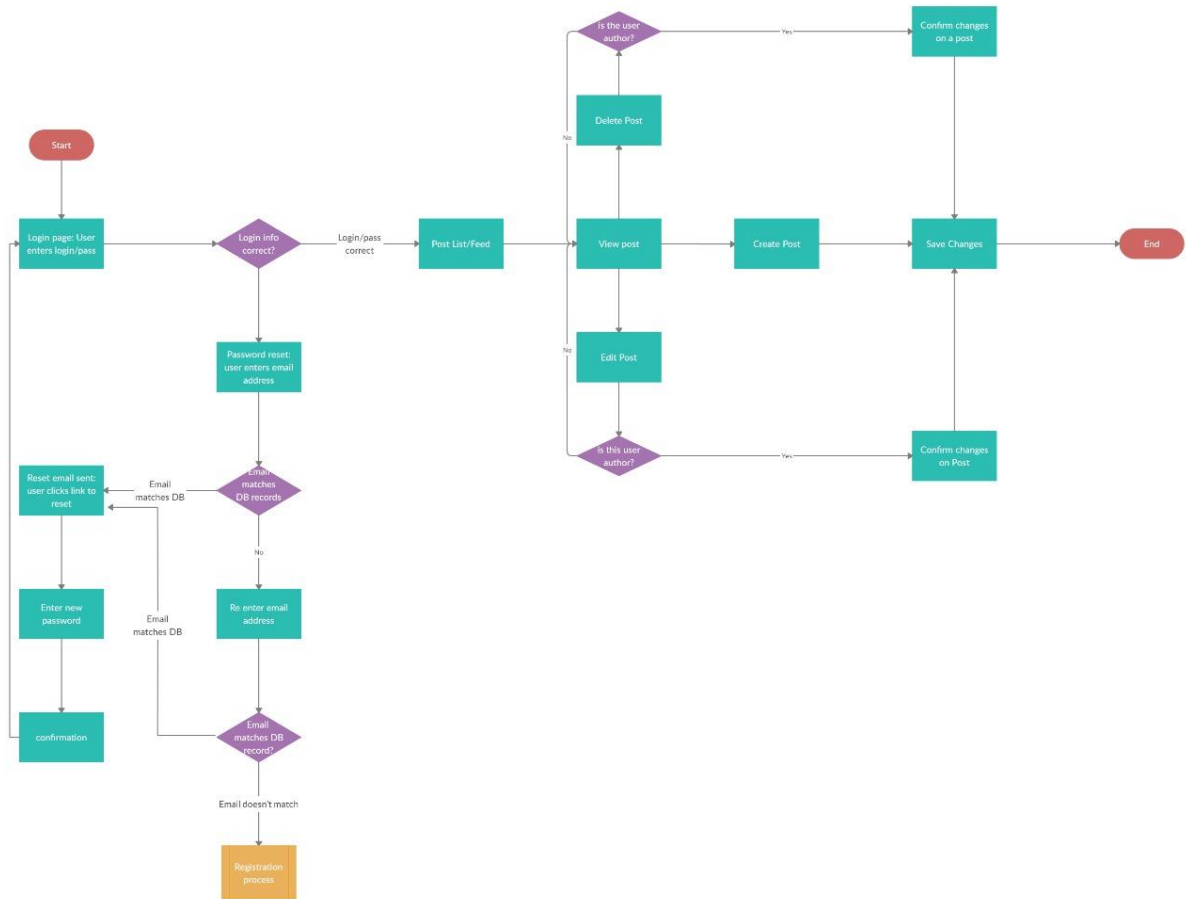 is the user
author?
Yes
Confirm changes
on a post
Delete Post
No
Start
Login page: User
enters login/pass
Login info
correct?
Login/pass
correct
Post List/Feed
View post
Create Post
Save Changes
End
Password reset:
user enters email
address
No
Edit Post
is this user
author?
Yes
Confirm changes
on Post
Reset email sent:
user clicks link to
reset
Email
matches DB
Email
matches
DB records
No
Enter new
password
Email
matches DB
Re enter email
address
confirmation
Email
matches DB
record?
Email doesn't match
Registration
process